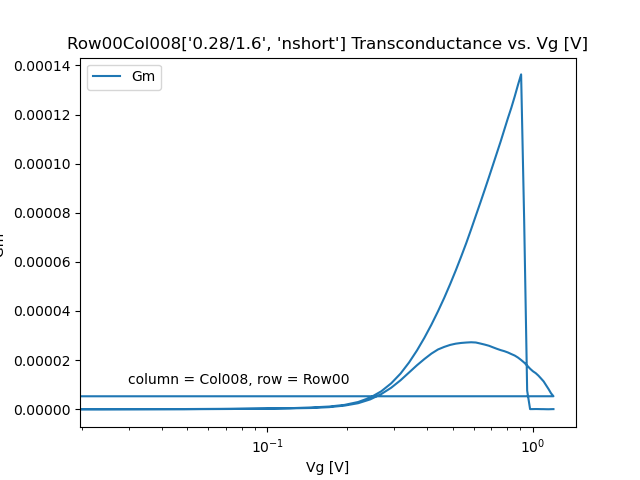 Row00Col008['0.28/1.6', 'nshort'] Transconductance vs. Vg [V]
Gm
0.00014
0.00012
0.00010
0.00008
0.00006
0.00004
0.00002
0.00000
Gm
column = Col008, row = Row00
10⁻¹
10⁰
Vg [V]